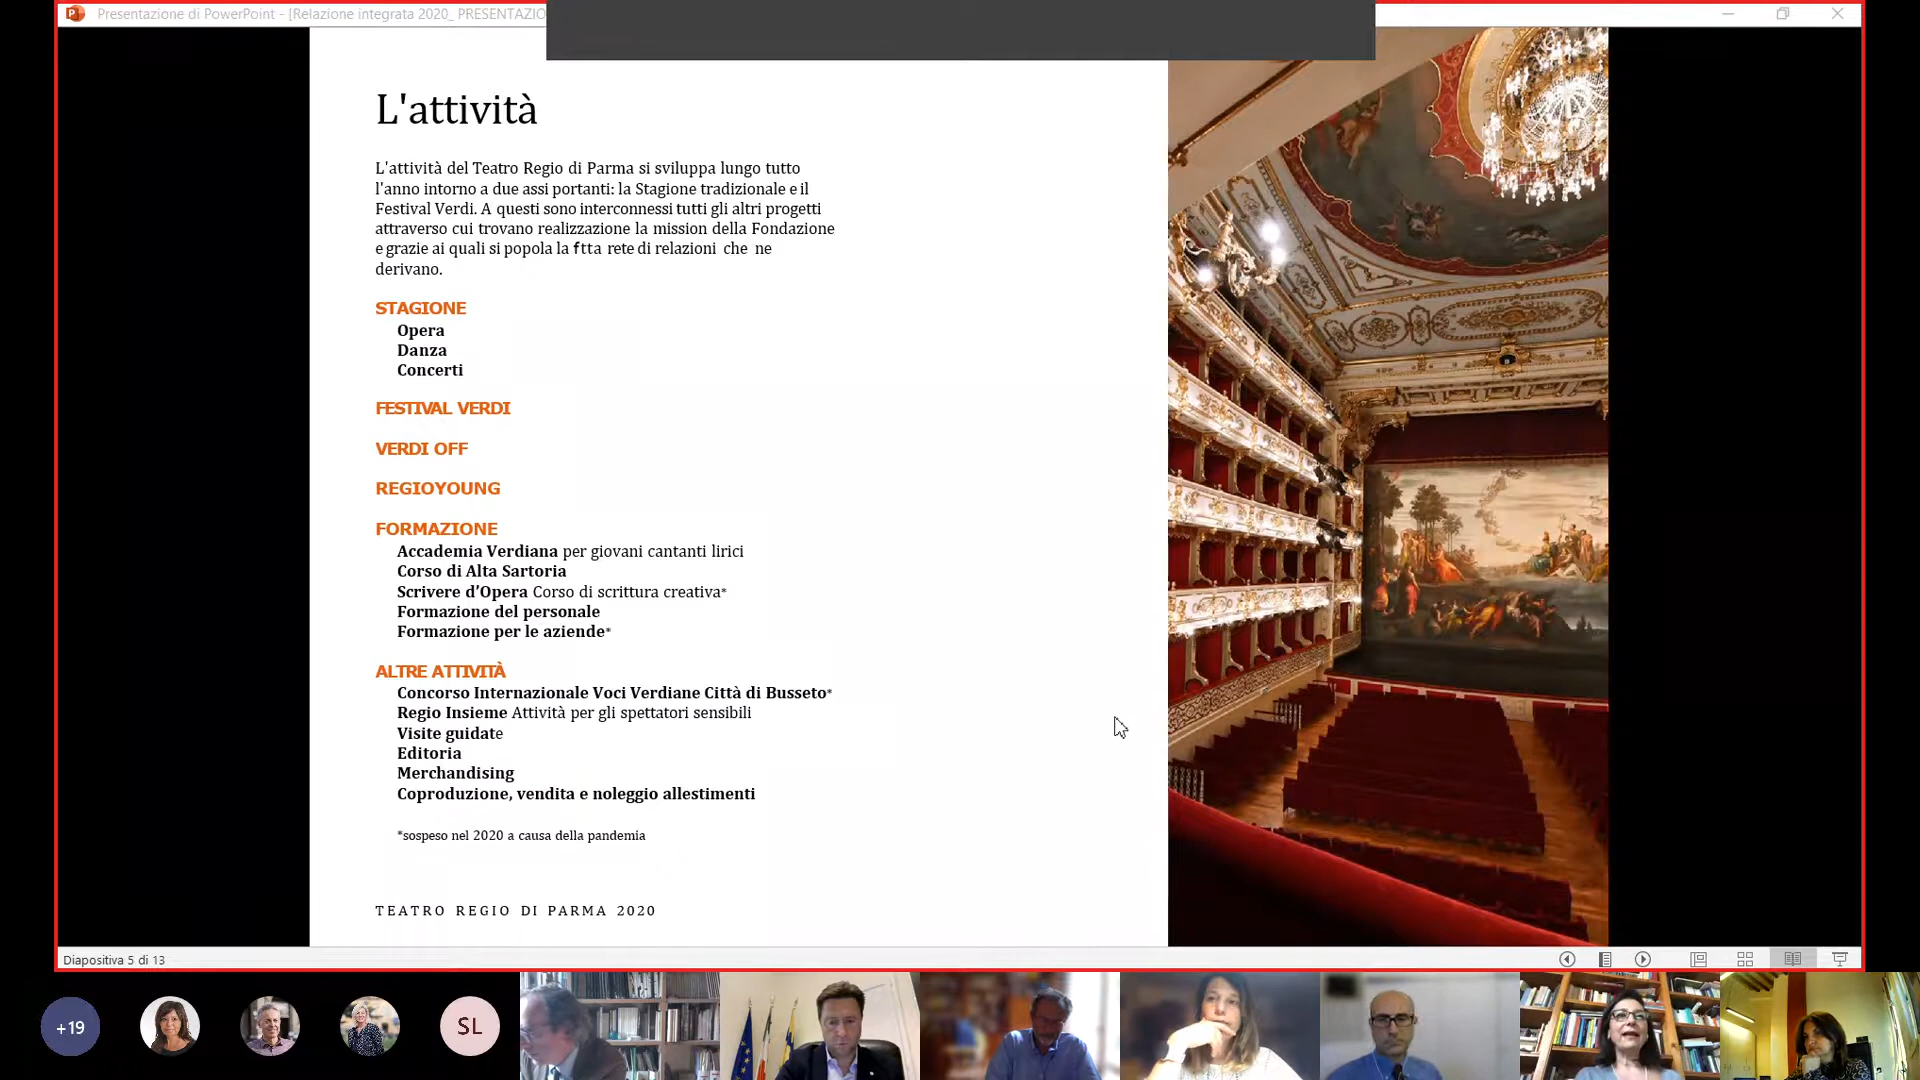 Presentazione di PowerPoint - [Relazione integrata 2020_ PRESENTAZIO
L'attività
L'attività del Teatro Regio di Parma si sviluppa lungo tutto
l'anno intorno a due assi portanti: la Stagione tradizionale e il
Festival Verdi. A questi sono interconnessi tutti gli altri progetti
attraverso cui trovano realizzazione la mission della Fondazione
e grazie ai quali si popola la ftta rete di relazioni che ne
derivano.
STAGIONE
Opera
Danza
Concerti
FESTIVAL VERDI
VERDI OFF
REGIOYOUNG
FORMAZIONE
Accademia Verdiana per giovani cantanti lirici
Corso di Alta Sartoria
Scrivere d'Opera Corso di scrittura creativa*
Formazione del personale
Formazione per le aziende*
ALTRE ATTIVITÀ
Concorso Internazionale Voci Verdiane Città di Busseto*
Regio Insieme Attività per gli spettatori sensibili
Visite guidate
Editoria
Merchandising
Coproduzione, vendita e noleggio allestimenti
*sospeso nel 2020 a causa della pandemia
TEATRO REGIO DI PARMA 2020
Diapositiva 5 di 13
+19
SL